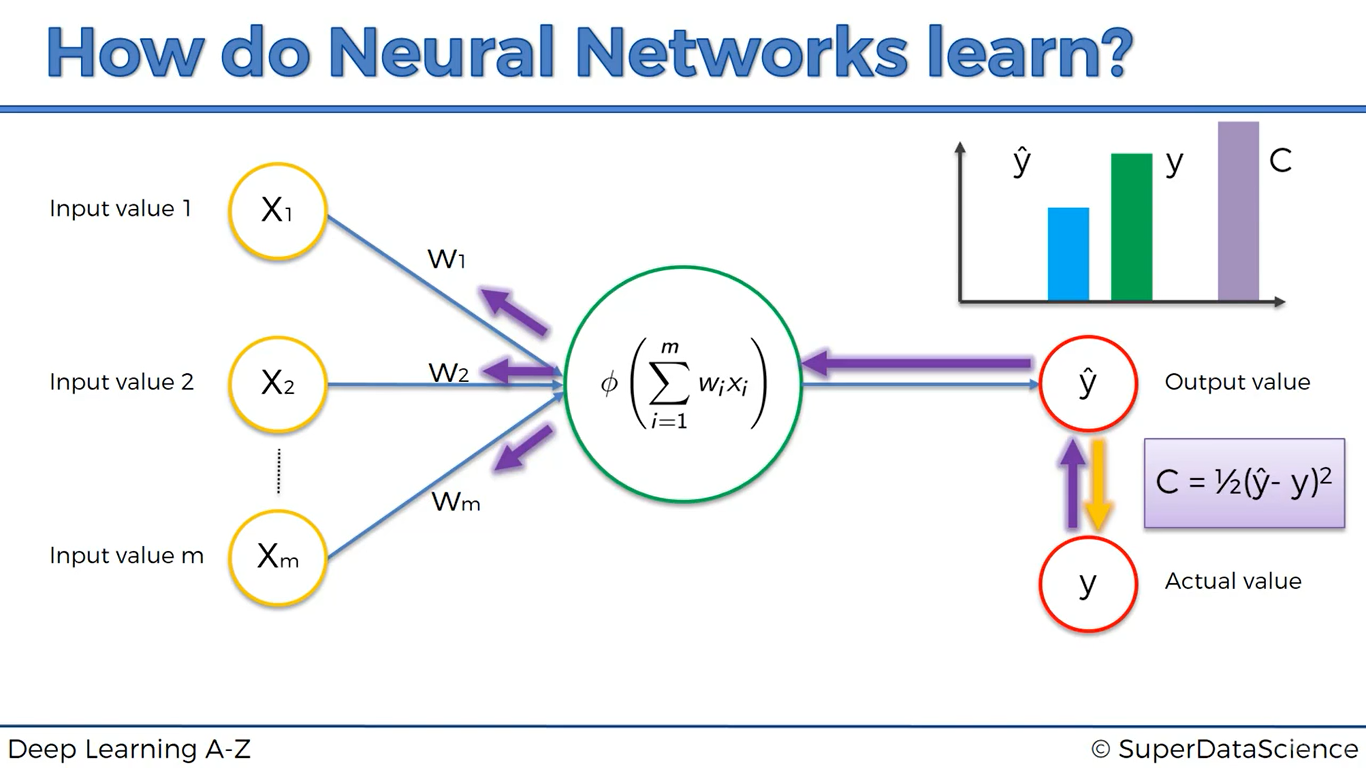 How do Neural Networks learn?
ŷ
y
C
Input value 1
X₁
W₁
Input value 2
X₂
W₂
ϕ(∑ᵢ₌₁ᵐ wᵢxᵢ)
ŷ
Output value
C = ½(ŷ- y)²
Wₘ
Input value m
Xₘ
y
Actual value
Deep Learning A-Z
© SuperDataScience